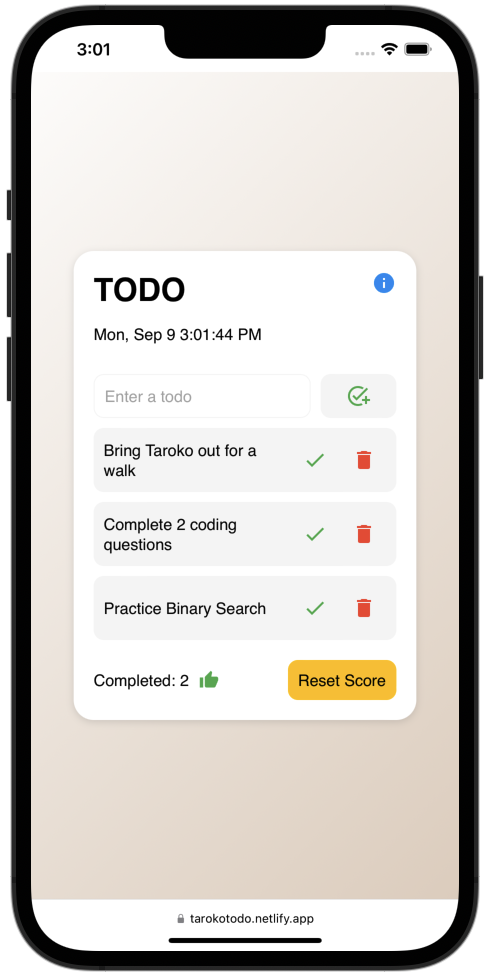 3:01
TODO
Mon, Sep 9 3:01:44 PM
Enter a todo
Bring Taroko out for a
walk
Complete 2 coding
questions
Practice Binary Search
Completed: 2
Reset Score
tarokotodo.netlify.app